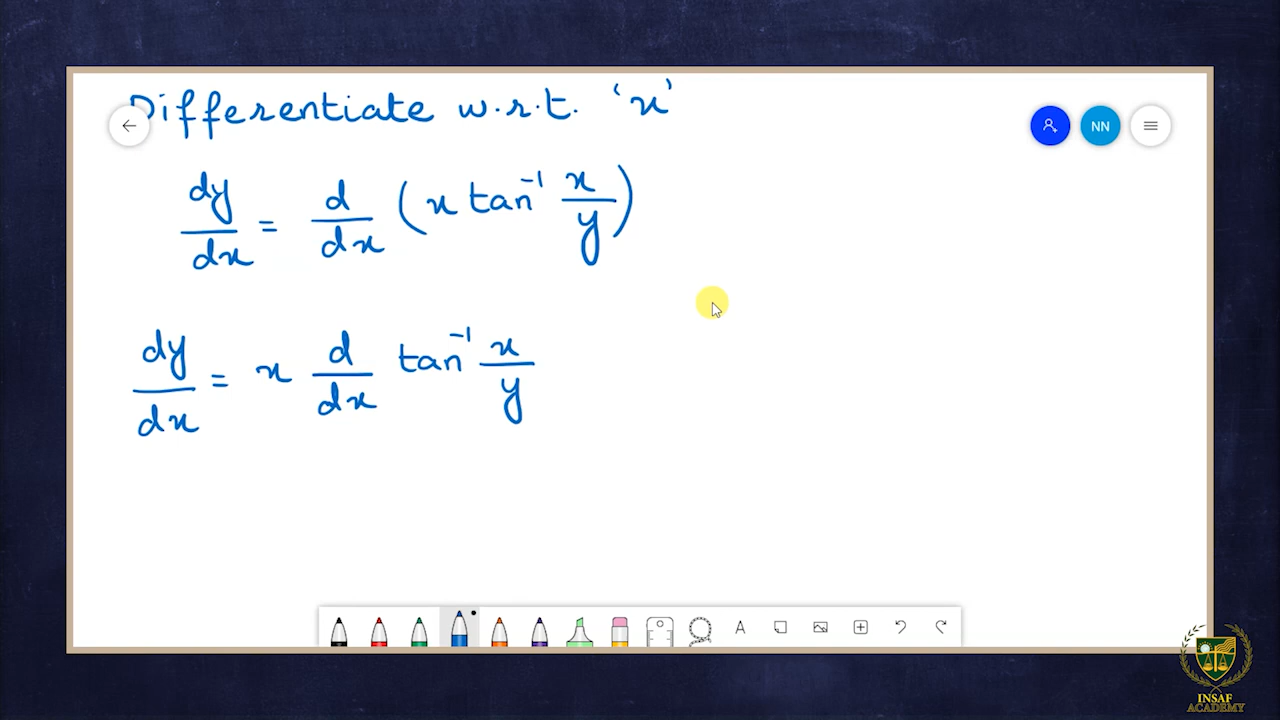 Differentiate w.r.t. 'x'
dy/dx = d/dx (x tan⁻¹ x/y)
dy/dx = x d/dx tan⁻¹ x/y
NN
A
INSAF
ACADEMY